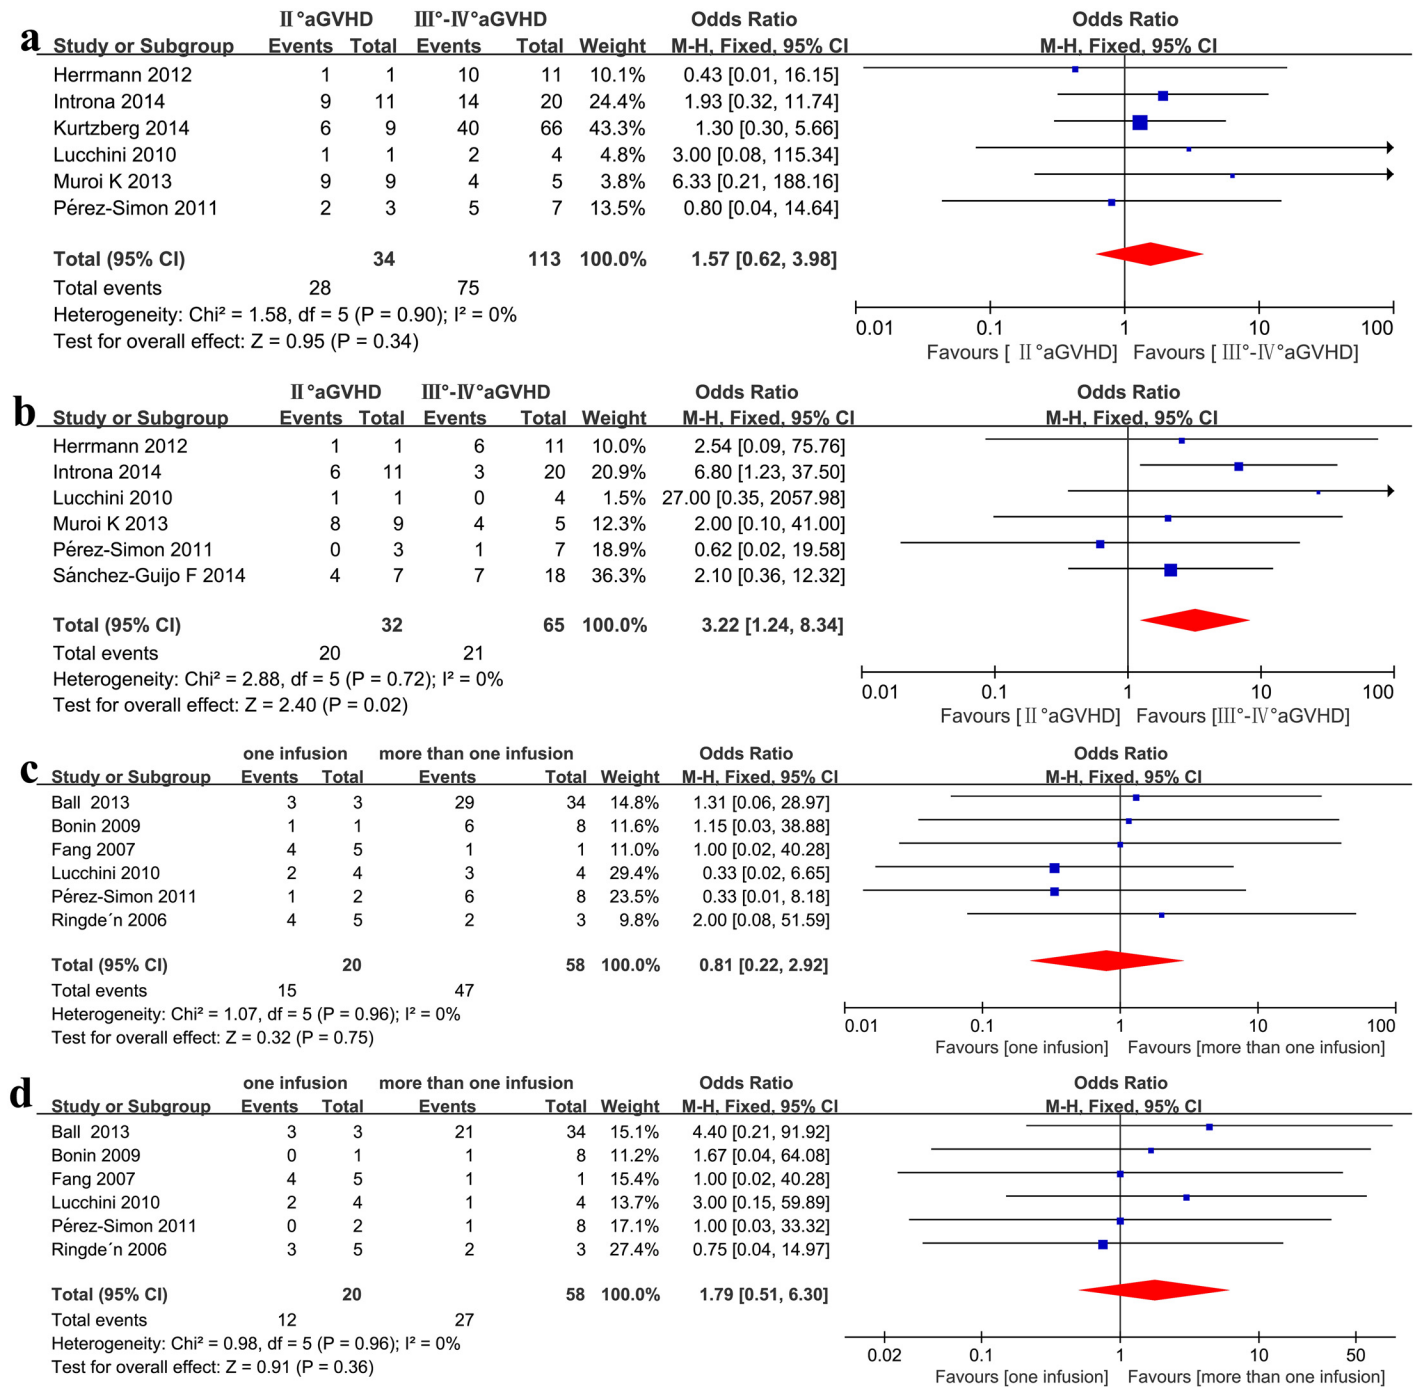 a
Ⅱ°aGVHD Ⅲ°-Ⅳ°aGVHD Odds Ratio Odds Ratio
Study or Subgroup Events Total Events Total Weight M-H, Fixed, 95% CI M-H, Fixed, 95% CI
Herrmann 2012 1 1 10 11 10.1% 0.43 [0.01, 16.15]
Introna 2014 9 11 14 20 24.4% 1.93 [0.32, 11.74]
Kurtzberg 2014 6 9 40 66 43.3% 1.30 [0.30, 5.66]
Lucchini 2010 1 1 2 4 4.8% 3.00 [0.08, 115.34]
Muroi K 2013 9 9 4 5 3.8% 6.33 [0.21, 188.16]
Pérez-Simon 2011 2 3 5 7 13.5% 0.80 [0.04, 14.64]
Total (95% CI) 34 113 100.0% 1.57 [0.62, 3.98]
Total events 28 75
Heterogeneity: Chi² = 1.58, df = 5 (P = 0.90); I² = 0%
Test for overall effect: Z = 0.95 (P = 0.34)
0.01 0.1 1 10 100
Favours [ Ⅱ°aGVHD] Favours [ Ⅲ°-Ⅳ°aGVHD]
b
Ⅱ°aGVHD Ⅲ°-Ⅳ°aGVHD Odds Ratio Odds Ratio
Study or Subgroup Events Total Events Total Weight M-H, Fixed, 95% CI M-H, Fixed, 95% CI
Herrmann 2012 1 1 6 11 10.0% 2.54 [0.09, 75.76]
Introna 2014 6 11 3 20 20.9% 6.80 [1.23, 37.50]
Lucchini 2010 1 1 0 4 1.5% 27.00 [0.35, 2057.98]
Muroi K 2013 8 9 4 5 12.3% 2.00 [0.10, 41.00]
Pérez-Simon 2011 0 3 1 7 18.9% 0.62 [0.02, 19.58]
Sánchez-Guijo F 2014 4 7 7 18 36.3% 2.10 [0.36, 12.32]
Total (95% CI) 32 65 100.0% 3.22 [1.24, 8.34]
Total events 20 21
Heterogeneity: Chi² = 2.88, df = 5 (P = 0.72); I² = 0%
Test for overall effect: Z = 2.40 (P = 0.02)
0.01 0.1 1 10 100
Favours [Ⅱ°aGVHD] Favours [Ⅲ°-Ⅳ°aGVHD]
c
one infusion more than one infusion Odds Ratio Odds Ratio
Study or Subgroup Events Total Events Total Weight M-H, Fixed, 95% CI M-H, Fixed, 95% CI
Ball 2013 3 3 29 34 14.8% 1.31 [0.06, 28.97]
Bonin 2009 1 1 6 8 11.6% 1.15 [0.03, 38.88]
Fang 2007 4 5 1 1 11.0% 1.00 [0.02, 40.28]
Lucchini 2010 2 4 3 4 29.4% 0.33 [0.02, 6.65]
Pérez-Simon 2011 1 2 6 8 23.5% 0.33 [0.01, 8.18]
Ringde´n 2006 4 5 2 3 9.8% 2.00 [0.08, 51.59]
Total (95% CI) 20 58 100.0% 0.81 [0.22, 2.92]
Total events 15 47
Heterogeneity: Chi² = 1.07, df = 5 (P = 0.96); I² = 0%
Test for overall effect: Z = 0.32 (P = 0.75)
0.01 0.1 1 10 100
Favours [one infusion] Favours [more than one infusion]
d
one infusion more than one infusion Odds Ratio Odds Ratio
Study or Subgroup Events Total Events Total Weight M-H, Fixed, 95% CI M-H, Fixed, 95% CI
Ball 2013 3 3 21 34 15.1% 4.40 [0.21, 91.92]
Bonin 2009 0 1 1 8 11.2% 1.67 [0.04, 64.08]
Fang 2007 4 5 1 1 15.4% 1.00 [0.02, 40.28]
Lucchini 2010 2 4 1 4 13.7% 3.00 [0.15, 59.89]
Pérez-Simon 2011 0 2 1 8 17.1% 1.00 [0.03, 33.32]
Ringde´n 2006 3 5 2 3 27.4% 0.75 [0.04, 14.97]
Total (95% CI) 20 58 100.0% 1.79 [0.51, 6.30]
Total events 12 27
Heterogeneity: Chi² = 0.98, df = 5 (P = 0.96); I² = 0%
Test for overall effect: Z = 0.91 (P = 0.36)
0.02 0.1 1 10 50
Favours [one infusion] Favours [more than one infusion]